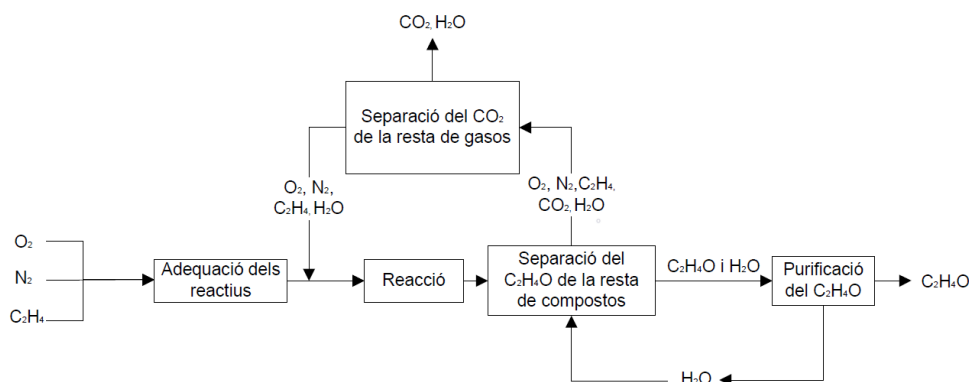 CO₂, H₂O
Separació del CO₂
de la resta de gasos
O₂, N₂,
C₂H₄, H₂O
O₂, N₂, C₂H₄,
CO₂, H₂O
O₂
N₂
C₂H₄
Adequació dels
reactius
Reacció
Separació del
C₂H₄O de la resta
de compostos
C₂H₄O i H₂O
Purificació
del C₂H₄O
C₂H₄O
H₂O